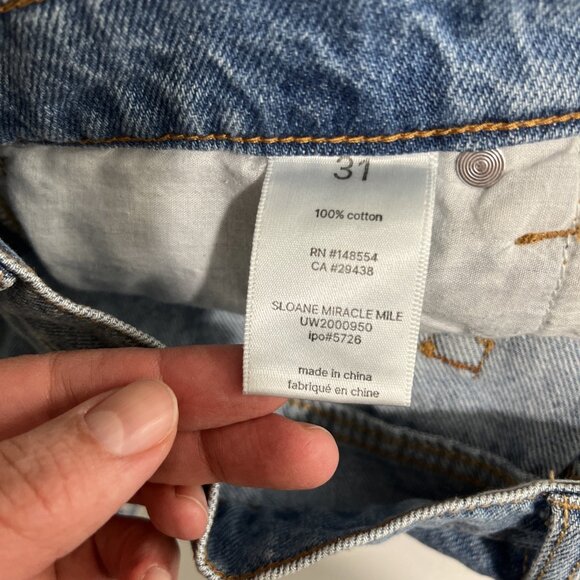 31
100% cotton
RN #148554
CA #29438
SLOANE MIRACLE MILE
UW2000950
ipo#5726
made in china
fabriqué en chine